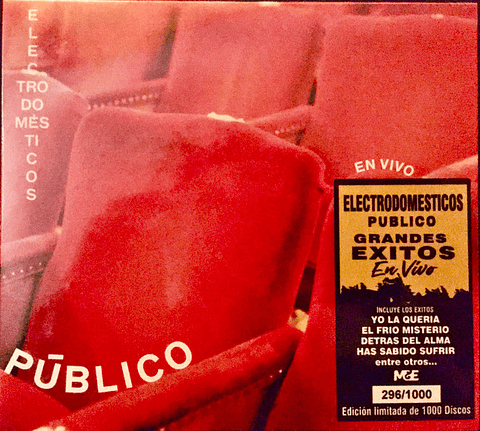 E
L
E
C
TRO
DO
MÉS
TI
C
O
S
EN VIVO
ELECTRODOMESTICOS
PUBLICO
GRANDES
EXITOS
En Vivo
INCLUYE LOS EXITOS
YO LA QUERIA
EL FRIO MISTERIO
DETRAS DEL ALMA
HAS SABIDO SUFRIR
entre otros...
MGE
296/1000
Edición limitada de 1000 Discos
PÚBLICO